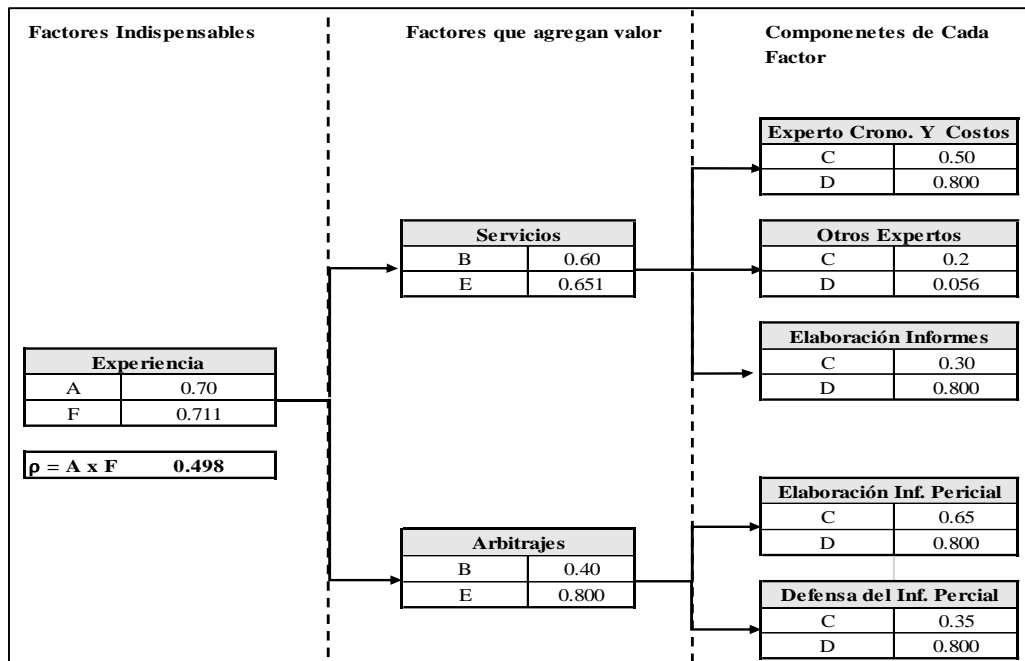 Factores Indispensables
Factores que agregan valor
Componenetes de Cada
Factor
Experto Crono. Y Costos
C 0.50
D 0.800
Servicios
B 0.60
E 0.651
Otros Expertos
C 0.2
D 0.056
Elaboración Informes
C 0.30
D 0.800
Experiencia
A 0.70
F 0.711
ρ = A x F 0.498
Elaboración Inf. Pericial
C 0.65
D 0.800
Arbitrajes
B 0.40
E 0.800
Defensa del Inf. Percial
C 0.35
D 0.800